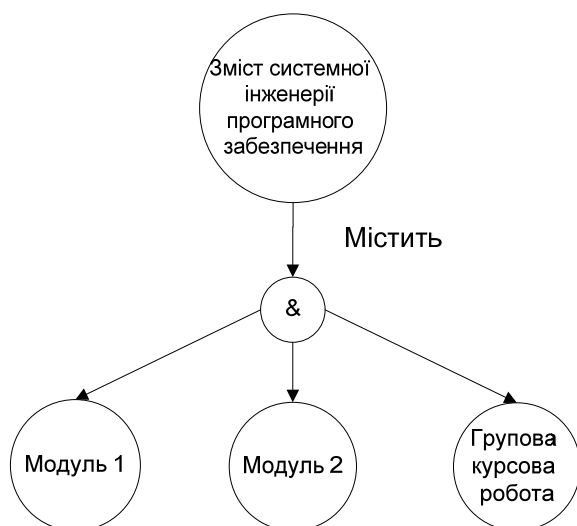 Зміст системної
інженерії
програмного
забезпечення
Містить
&
Модуль 1
Модуль 2
Групова
курсова
робота